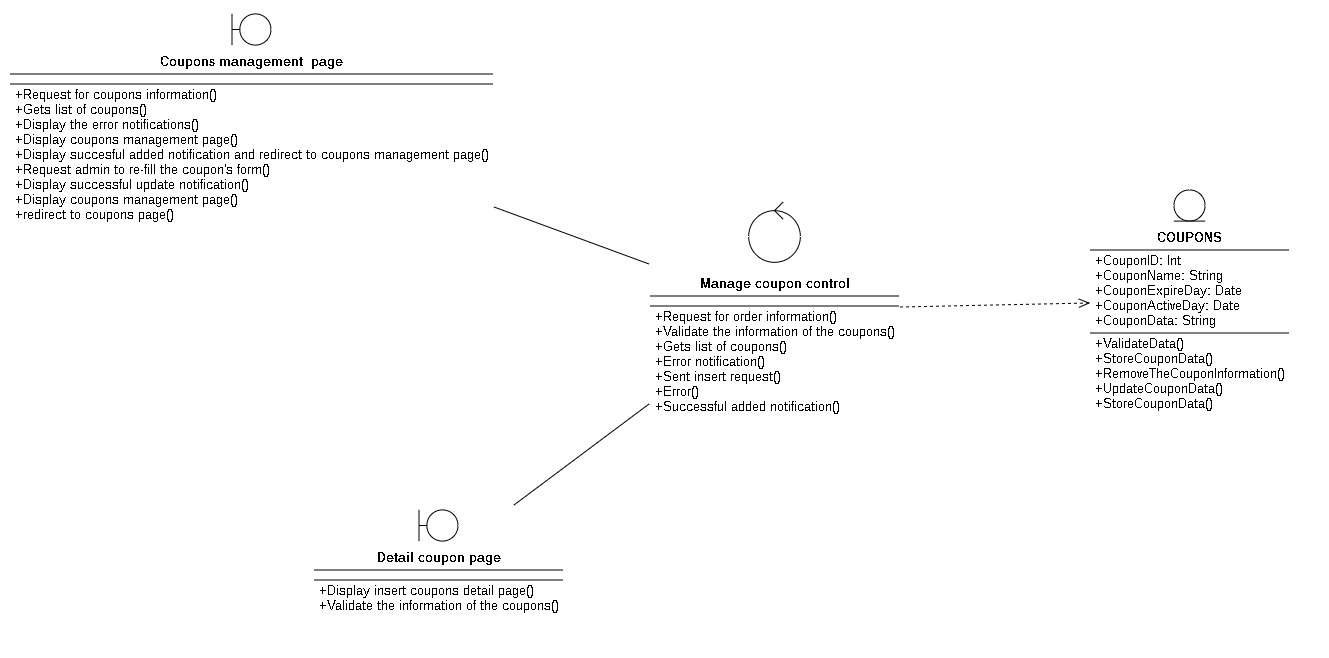 Coupons management  page
+Request for coupons information()
+Gets list of coupons()
+Display the error notifications()
+Display coupons management page()
+Display succesful added notification and redirect to coupons management page()
+Request admin to re-fill the coupon's form()
+Display successful update notification()
+Display coupons management page()
+redirect to coupons page()
Manage coupon control
+Request for order information()
+Validate the information of the coupons()
+Gets list of coupons()
+Error notification()
+Sent insert request()
+Error()
+Successful added notification()
COUPONS
+CouponID: Int
+CouponName: String
+CouponExpireDay: Date
+CouponActiveDay: Date
+CouponData: String
+ValidateData()
+StoreCouponData()
+RemoveTheCouponInformation()
+UpdateCouponData()
+StoreCouponData()
Detail coupon page
+Display insert coupons detail page()
+Validate the information of the coupons()